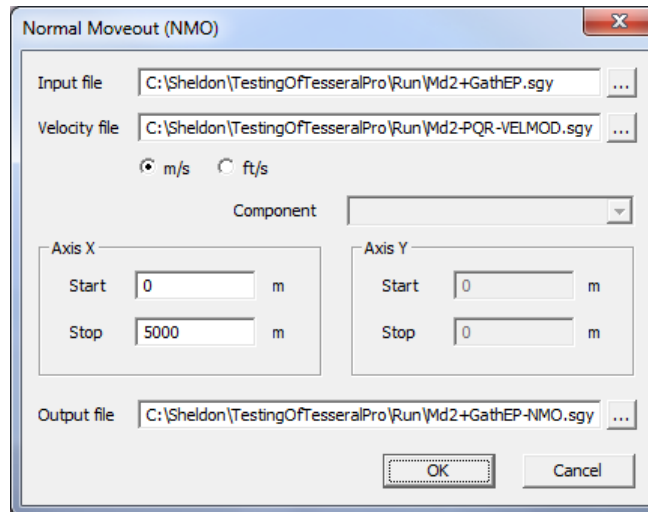 Normal Moveout (NMO)
Input file C:\Sheldon\TestingOfTesseralPro\Run\Md2+GathEP.sgy ...
Velocity file C:\Sheldon\TestingOfTesseralPro\Run\Md2-PQR-VELMOD.sgy ...
m/s ft/s
Component
Axis X Axis Y
Start 0 m Start 0 m
Stop 5000 m Stop 0 m
Output file C:\Sheldon\TestingOfTesseralPro\Run\Md2+GathEP-NMO.sgy ...
OK Cancel